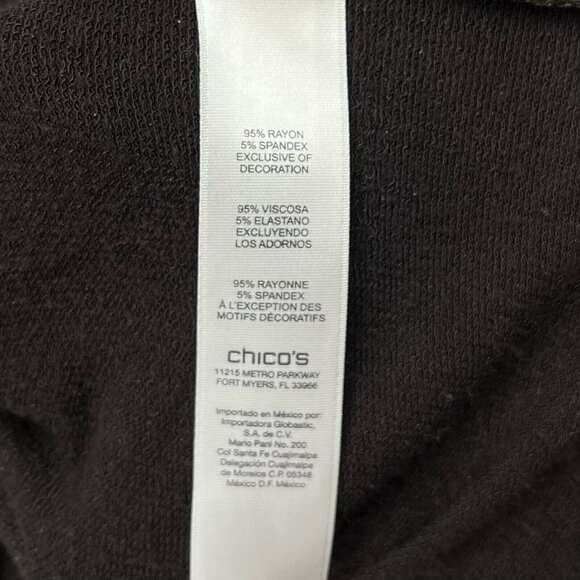 95% RAYON
5% SPANDEX
EXCLUSIVE OF
DECORATION
95% VISCOSA
5% ELASTANO
EXCLUYENDO
LOS ADORNOS
95% RAYONNE
5% SPANDEX
À L'EXCEPTION DES
MOTIFS DÉCORATIFS
chico's
11215 METRO PARKWAY
FORT MYERS, FL 33966
Importado en México por:
Importadora Globastic,
S.A. de C.V.
Mario Pani No. 200
Col Santa Fe Cuajimalpa
Delegación Cuajimalpa
de Morelos C.P. 05348
México D.F. México